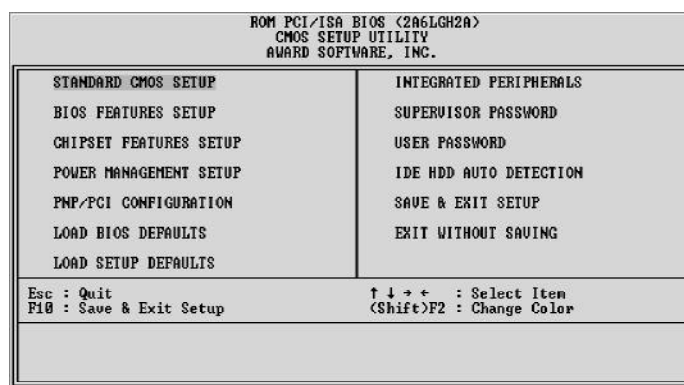 ROM PCI/ISA BIOS (2A6LGH2A)
CMOS SETUP UTILITY
AWARD SOFTWARE, INC.
STANDARD CMOS SETUP
BIOS FEATURES SETUP
CHIPSET FEATURES SETUP
POWER MANAGEMENT SETUP
PNP/PCI CONFIGURATION
LOAD BIOS DEFAULTS
LOAD SETUP DEFAULTS
INTEGRATED PERIPHERALS
SUPERVISOR PASSWORD
USER PASSWORD
IDE HDD AUTO DETECTION
SAVE & EXIT SETUP
EXIT WITHOUT SAVING
Esc : Quit
F10 : Save & Exit Setup
↑ ↓ → ← : Select Item
(Shift)F2 : Change Color